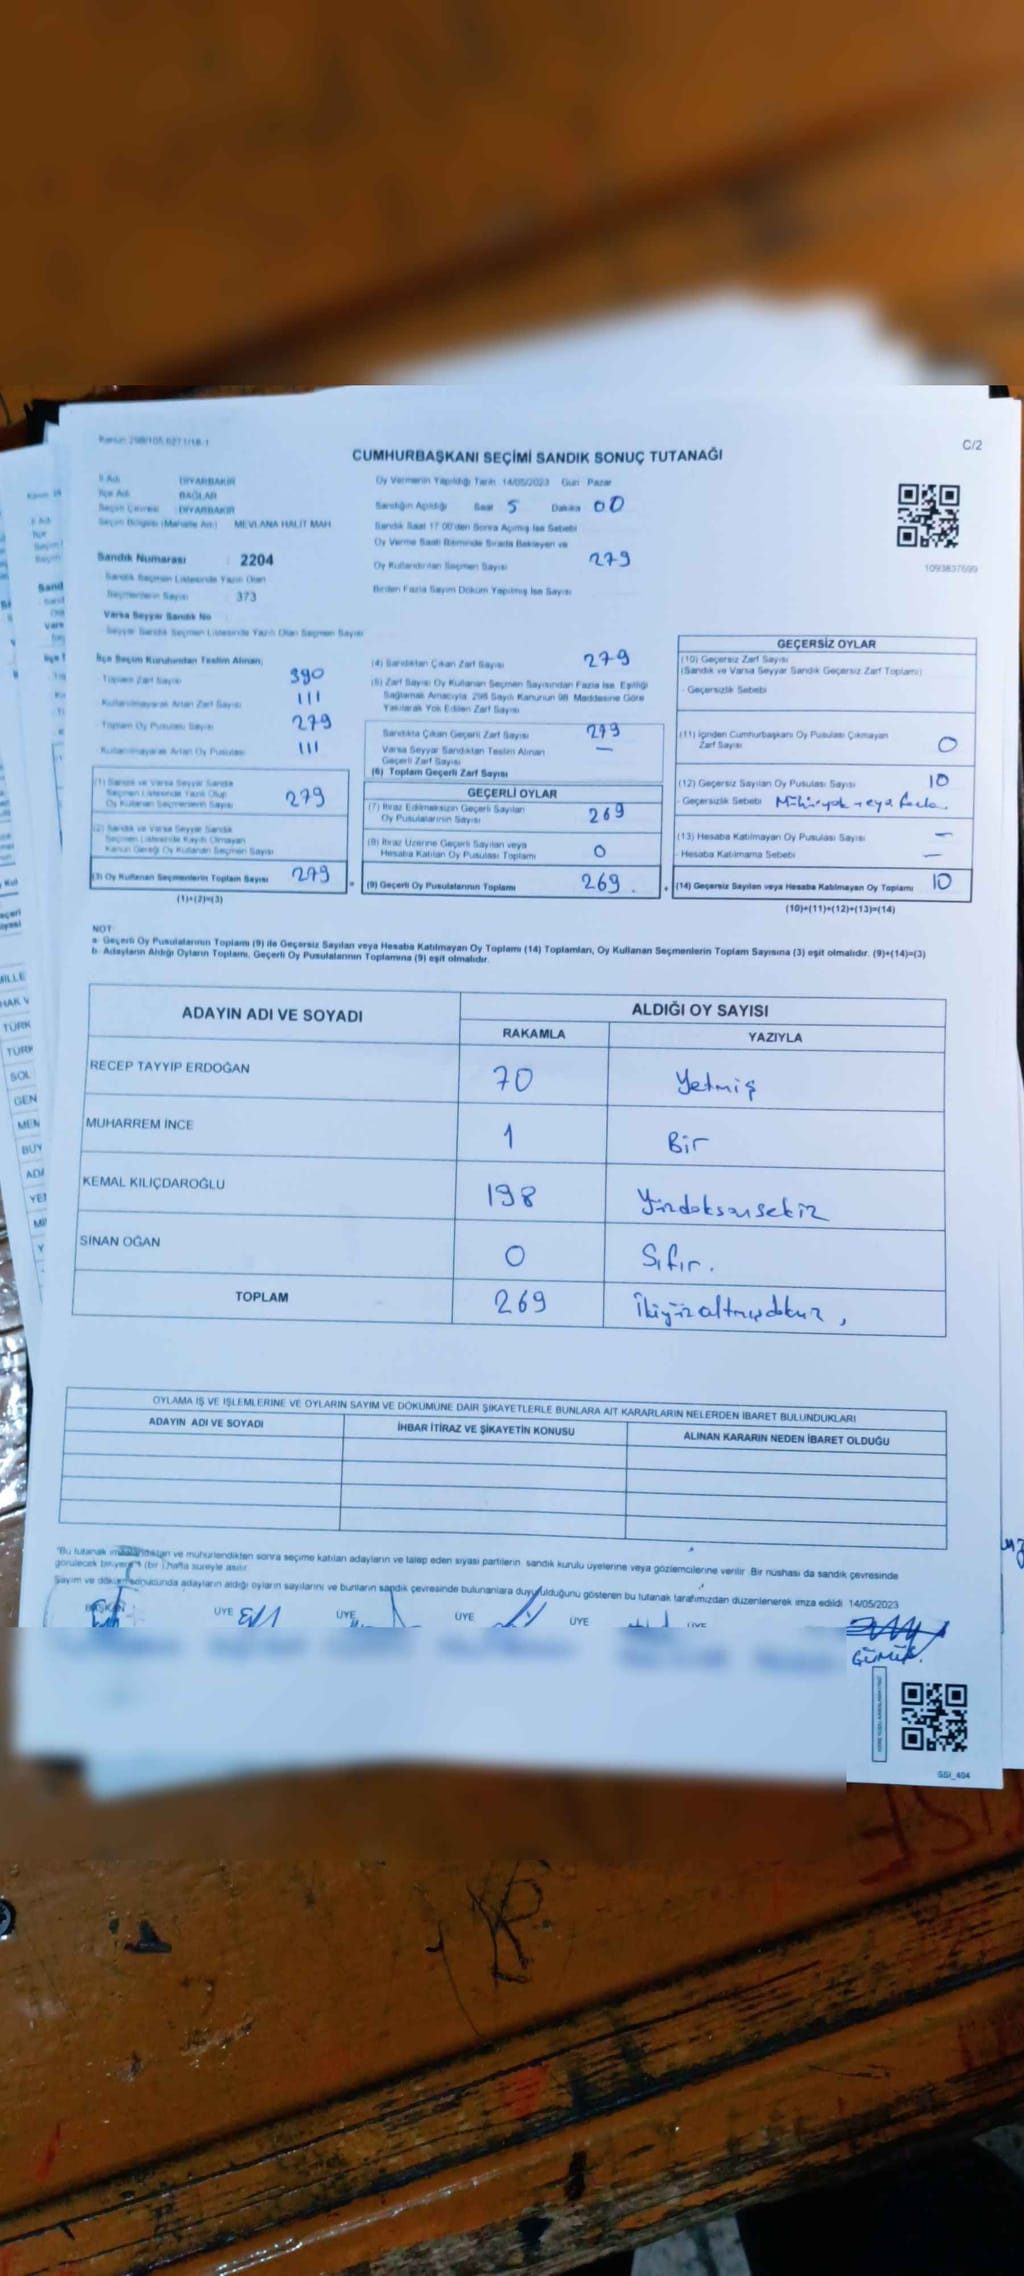 Kanun 298/105,6271/18-1
C/2
CUMHURBAŞKANI SEÇİMİ SANDIK SONUÇ TUTANAĞI
İl Adı DİYARBAKIR
İlçe Adı BAĞLAR
Seçim Çevresi DİYARBAKIR
Seçim Bölgesi (Mahalle Adı) MEVLANA HALİT MAH.
Sandık Numarası : 2204
Sandık Seçmen Listesinde Yazılı Olan
Seçmenlerin Sayısı : 373
Varsa Seyyar Sandık No
Seyyar Sandık Seçmen Listesinde Yazılı Olan Seçmen Sayısı
Oy Vermenin Yapıldığı Tarih 14/05/2023 Gün Pazar
Sandığın Açıldığı Saat 5 Dakika 00
Sandık Saat 17:00'den Sonra Açılmış İse Sebebi
Oy Verme Saati Bitiminde Sırada Bekleyen ve
Oy Kullandırılan Seçmen Sayısı 279
Birden Fazla Sayım Döküm Yapılmış İse Sayısı
1093837699
İlçe Seçim Kurulundan Teslim Alınan;
Toplam Zarf Sayısı 390
Kullanılmayarak Artan Zarf Sayısı 111
Toplam Oy Pusulası Sayısı 279
Kullanılmayarak Artan Oy Pusulası 111
(1) Sandık ve Varsa Seyyar Sandık
Seçmen Listesinde Yazılı Olup
Oy Kullanan Seçmenlerin Sayısı 279
(2) Sandık ve Varsa Seyyar Sandık
Seçmen Listesinde Kayıtlı Olmayan
Kanun Gereği Oy Kullanan Seçmen Sayısı
(3) Oy Kullanan Seçmenlerin Toplam Sayısı 279
(1)+(2)=(3)
(4) Sandıktan Çıkan Zarf Sayısı 279
(5) Zarf Sayısı Oy Kullanan Seçmen Sayısından Fazla İse, Eşitliği
Sağlamak Amacıyla 298 Sayılı Kanunun 98. Maddesine Göre
Yakılarak Yok Edilen Zarf Sayısı
Sandıkta Çıkan Geçerli Zarf Sayısı 279
Varsa Seyyar Sandıktan Teslim Alınan
Geçerli Zarf Sayısı —
(6) Toplam Geçerli Zarf Sayısı
GEÇERLİ OYLAR
(7) İtiraz Edilmeksizin Geçerli Sayılan
Oy Pusulalarının Sayısı 269
(8) İtiraz Üzerine Geçerli Sayılan veya
Hesaba Katılan Oy Pusulası Toplamı 0
= (9) Geçerli Oy Pusulalarının Toplamı 269. +
GEÇERSİZ OYLAR
(10) Geçersiz Zarf Sayısı
(Sandık ve Varsa Seyyar Sandık Geçersiz Zarf Toplamı)
- Geçersizlik Sebebi
(11) İçinden Cumhurbaşkanı Oy Pusulası Çıkmayan
Zarf Sayısı 0
(12) Geçersiz Sayılan Oy Pusulası Sayısı 10
- Geçersizlik Sebebi Mühüryok veya fazla
(13) Hesaba Katılmayan Oy Pusulası Sayısı —
- Hesaba Katılmama Sebebi —
(14) Geçersiz Sayılan veya Hesaba Katılmayan Oy Toplamı 10
(10)+(11)+(12)+(13)=(14)
NOT:
a- Geçerli Oy Pusulalarının Toplamı (9) ile Geçersiz Sayılan veya Hesaba Katılmayan Oy Toplamı (14) Toplamları, Oy Kullanan Seçmenlerin Toplam Sayısına (3) eşit olmalıdır. (9)+(14)=(3)
b- Adayların Aldığı Oyların Toplamı, Geçerli Oy Pusulalarının Toplamına (9) eşit olmalıdır.
ADAYIN ADI VE SOYADI
ALDIĞI OY SAYISI
RAKAMLA YAZIYLA
RECEP TAYYİP ERDOĞAN 70 Yetmiş
MUHARREM İNCE 1 Bir
KEMAL KILIÇDAROĞLU 198 Yüzdoksansekiz
SİNAN OĞAN 0 Sıfır.
TOPLAM 269 İkiyüzaltmışdokuz,
OYLAMA İŞ VE İŞLEMLERİNE VE OYLARIN SAYIM VE DÖKÜMÜNE DAİR ŞİKAYETLERLE BUNLARA AİT KARARLARIN NELERDEN İBARET BULUNDUKLARI
ADAYIN ADI VE SOYADI İHBAR İTİRAZ VE ŞİKAYETİN KONUSU ALINAN KARARIN NEDEN İBARET OLDUĞU
*Bu tutanak imzalandıktan ve mühürlendikten sonra seçime katılan adayların ve talep eden siyasi partilerin sandık kurulu üyelerine veya gözlemcilerine verilir. Bir nüshası da sandık çevresinde
görülecek bir yere 1 (bir) hafta süreyle asılır.
Sayım ve döküm sonucunda adayların aldığı oyların sayılarını ve bunların sandık çevresinde bulunanlara duyurulduğunu gösteren bu tutanak tarafımızdan düzenlenerek imza edildi. 14/05/2023
BAŞKAN ÜYE ÜYE ÜYE ÜYE ÜYE
SSI_404
MİLLE
HAK V
TÜRK
TÜRK
SOL
GEN
MEN
BÜY
ADA
YEN